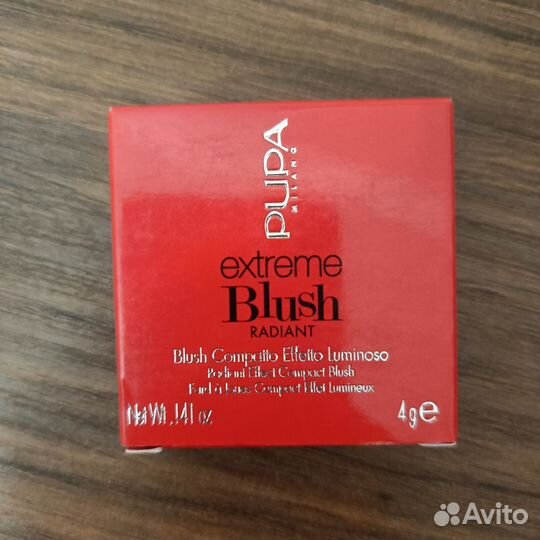 PUPA
MILANO
extreme
Blush
RADIANT
Blush Compatto Effetto Luminoso
Radiant Effect Compact Blush
Fard à Joues Compact Effet Lumineux
Net Wt. .141 oz. 4g℮
Avito